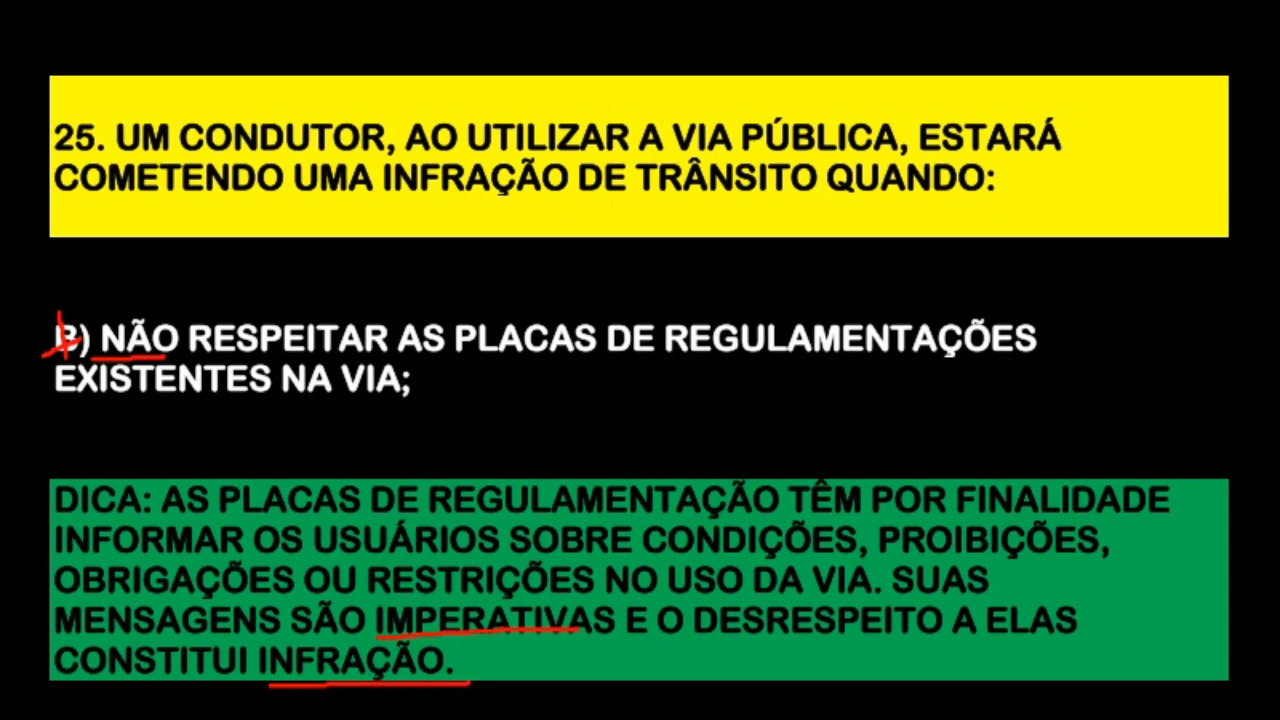 25. UM CONDUTOR, AO UTILIZAR A VIA PÚBLICA, ESTARÁ
COMETENDO UMA INFRAÇÃO DE TRÂNSITO QUANDO:
B) NÃO RESPEITAR AS PLACAS DE REGULAMENTAÇÕES
EXISTENTES NA VIA;
DICA: AS PLACAS DE REGULAMENTAÇÃO TÊM POR FINALIDADE
INFORMAR OS USUÁRIOS SOBRE CONDIÇÕES, PROIBIÇÕES,
OBRIGAÇÕES OU RESTRIÇÕES NO USO DA VIA. SUAS
MENSAGENS SÃO IMPERATIVAS E O DESRESPEITO A ELAS
CONSTITUI INFRAÇÃO.